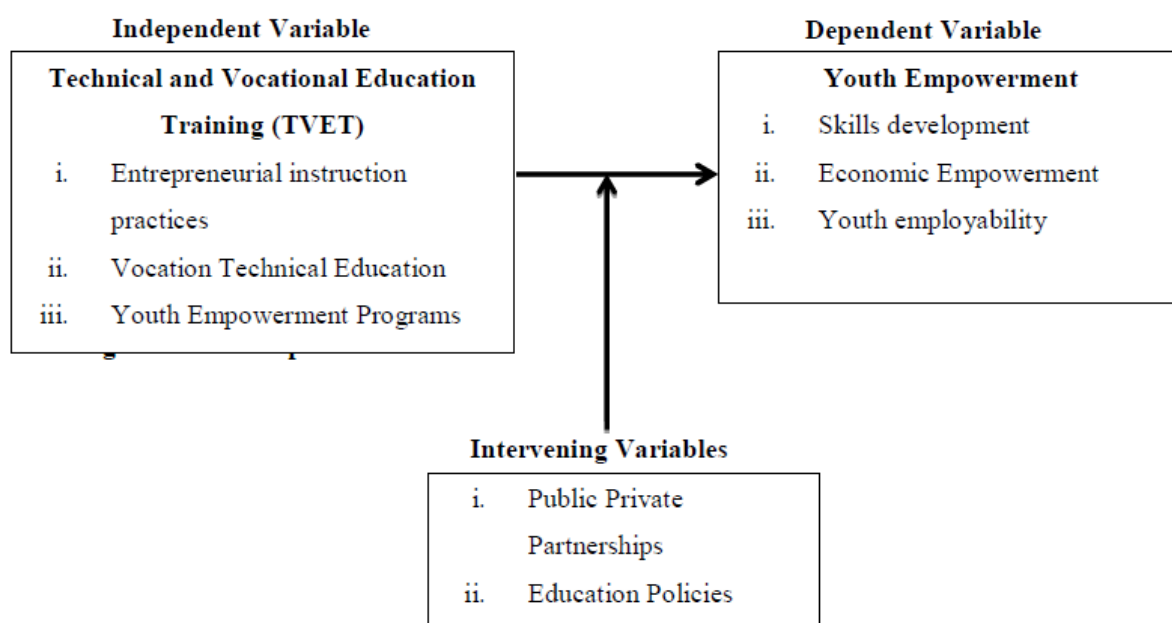 Independent Variable
Technical and Vocational Education
Training (TVET)
i. Entrepreneurial instruction
practices
ii. Vocation Technical Education
iii. Youth Empowerment Programs
Dependent Variable
Youth Empowerment
i. Skills development
ii. Economic Empowerment
iii. Youth employability
Intervening Variables
i. Public Private
Partnerships
ii. Education Policies